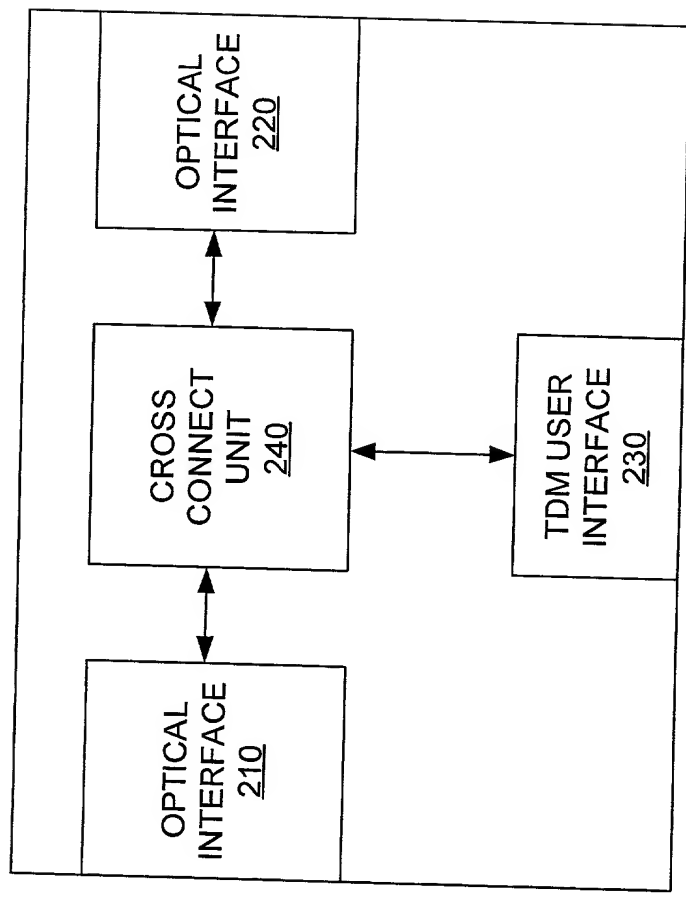 OPTICAL
INTERFACE
210
CROSS
CONNECT
UNIT
240
OPTICAL
INTERFACE
220
TDM USER
INTERFACE
230